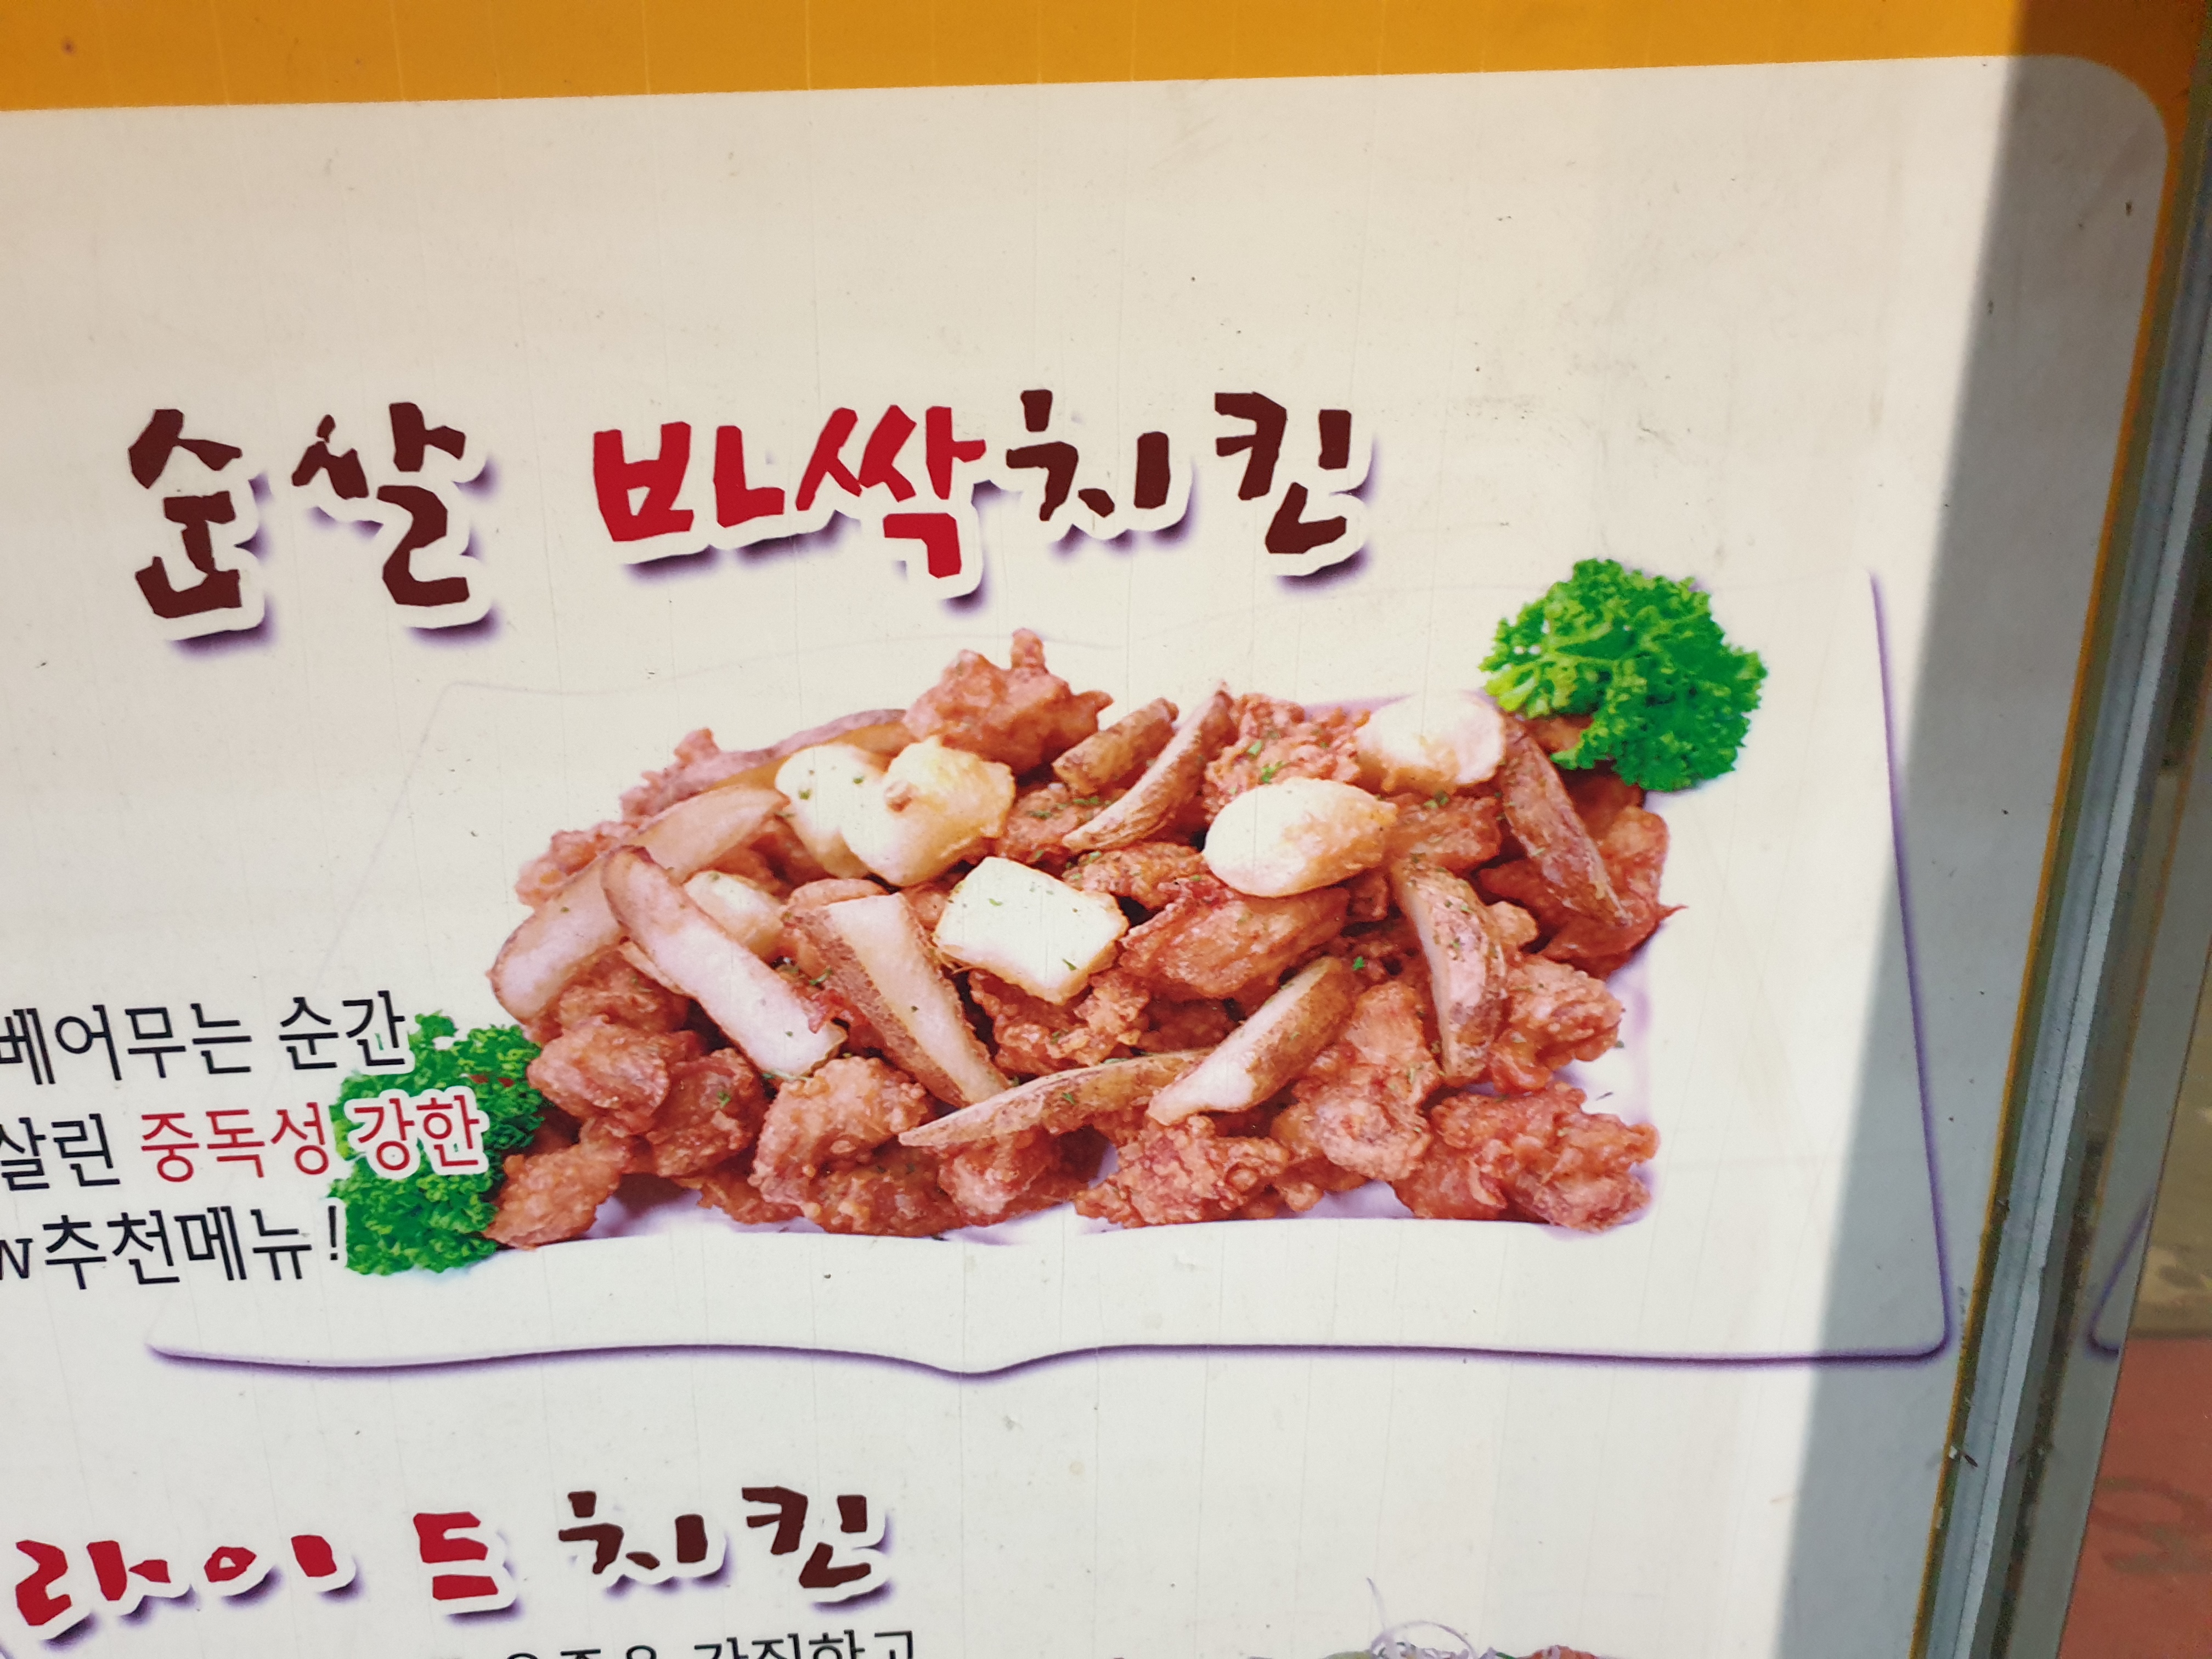 순살 바싹치킨
베어무는 순간
살린 중독성 강한
w추천메뉴!
라이드치킨